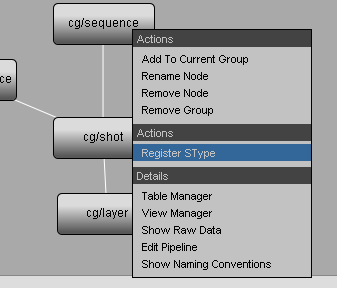 cg/sequence
ce
cg/shot
cg/layer
Actions
Add To Current Group
Rename Node
Remove Node
Remove Group
Actions
Register SType
Details
Table Manager
View Manager
Show Raw Data
Edit Pipeline
Show Naming Conventions